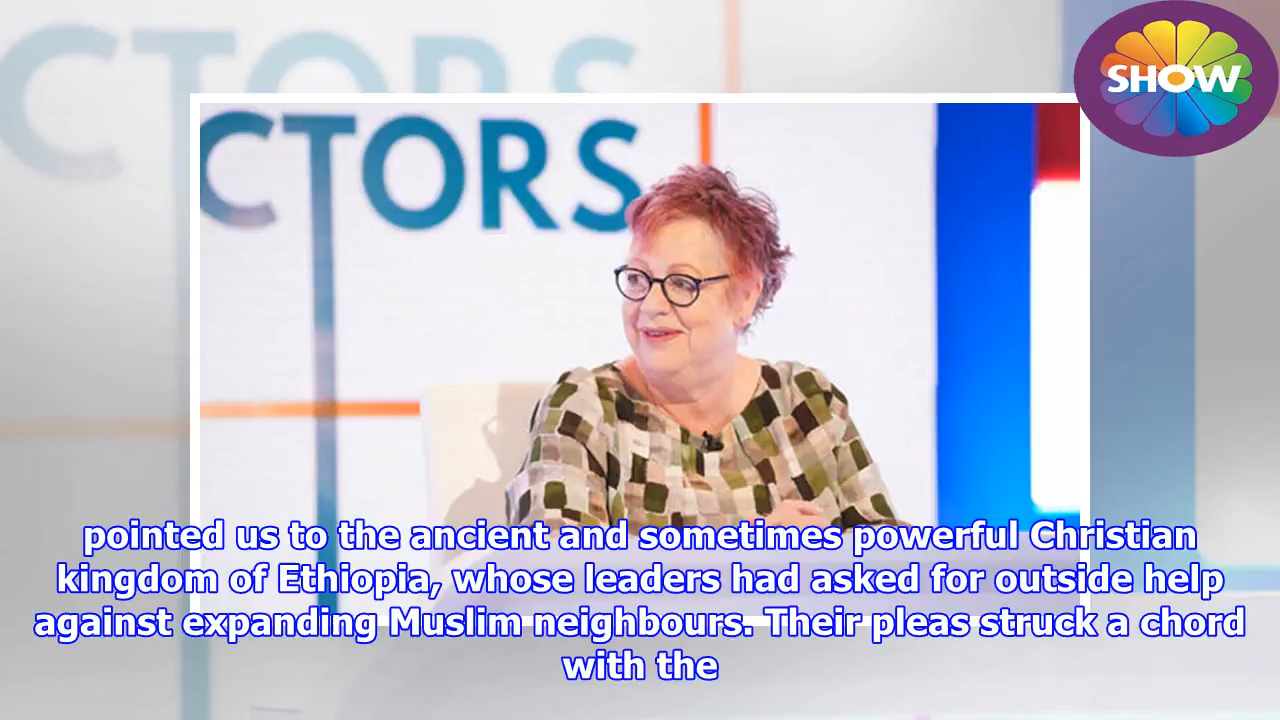 CTORS
SHOW
CTORS
pointed us to the ancient and sometimes powerful Christian
kingdom of Ethiopia, whose leaders had asked for outside help
against expanding Muslim neighbours. Their pleas struck a chord
with the